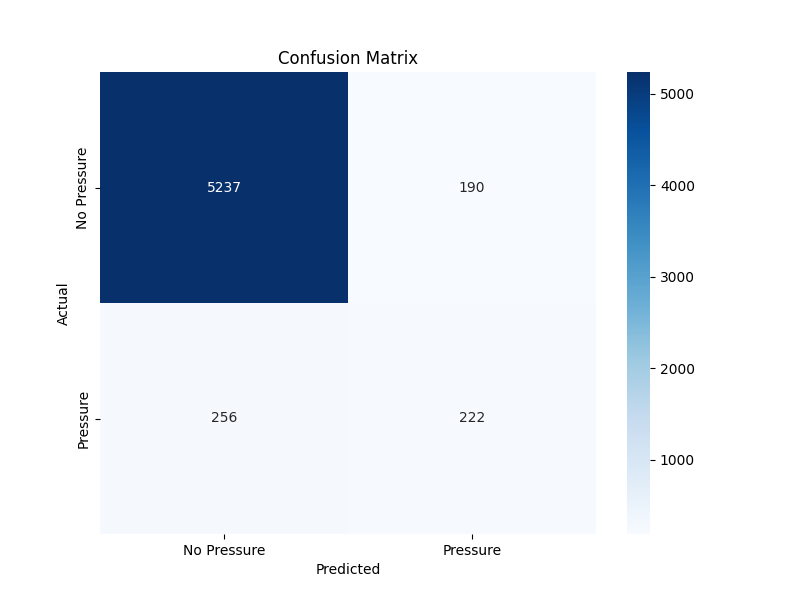 Confusion Matrix
No Pressure
Pressure
Actual
5237
190
256
222
No Pressure
Pressure
Predicted
5000
4000
3000
2000
1000